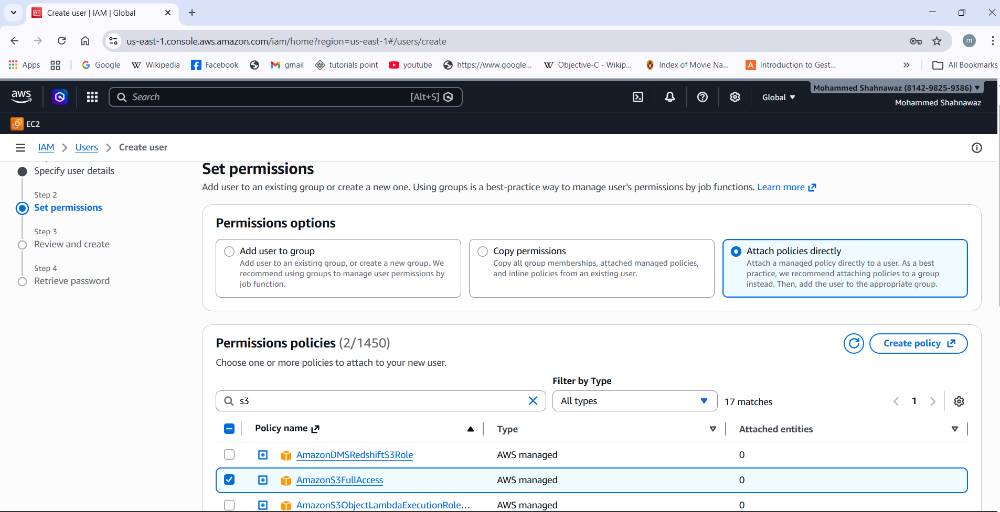 Create user | IAM | Global
us-east-1.console.aws.amazon.com/iam/home?region=us-east-1#/users/create
m
Apps
Google
Wikipedia
Facebook
gmail
tutorials point
youtube
https://www.google...
Objective-C - Wikip...
Index of Movie Na...
Introduction to Gest...
All Bookmarks
aws
Search
[Alt+S]
Global
Mohammed Shahnawaz (8142-9825-9386)
Mohammed Shahnawaz
EC2
IAM
Users
Create user
Specify user details
Step 2
Set permissions
Step 3
Review and create
Step 4
Retrieve password
Set permissions
Add user to an existing group or create a new one. Using groups is a best-practice way to manage user's permissions by job functions. Learn more
Permissions options
Add user to group
Add user to an existing group, or create a new group. We
recommend using groups to manage user permissions by
job function.
Copy permissions
Copy all group memberships, attached managed policies,
and inline policies from an existing user.
Attach policies directly
Attach a managed policy directly to a user. As a best
practice, we recommend attaching policies to a group
instead. Then, add the user to the appropriate group.
Permissions policies (2/1450)
Create policy
Choose one or more policies to attach to your new user.
Filter by Type
s3
All types
17 matches
1
Policy name
Type
Attached entities
AmazonDMSRedshiftS3Role
AWS managed
0
AmazonS3FullAccess
AWS managed
0
AmazonS3ObjectLambdaExecutionRole...
AWS managed
0